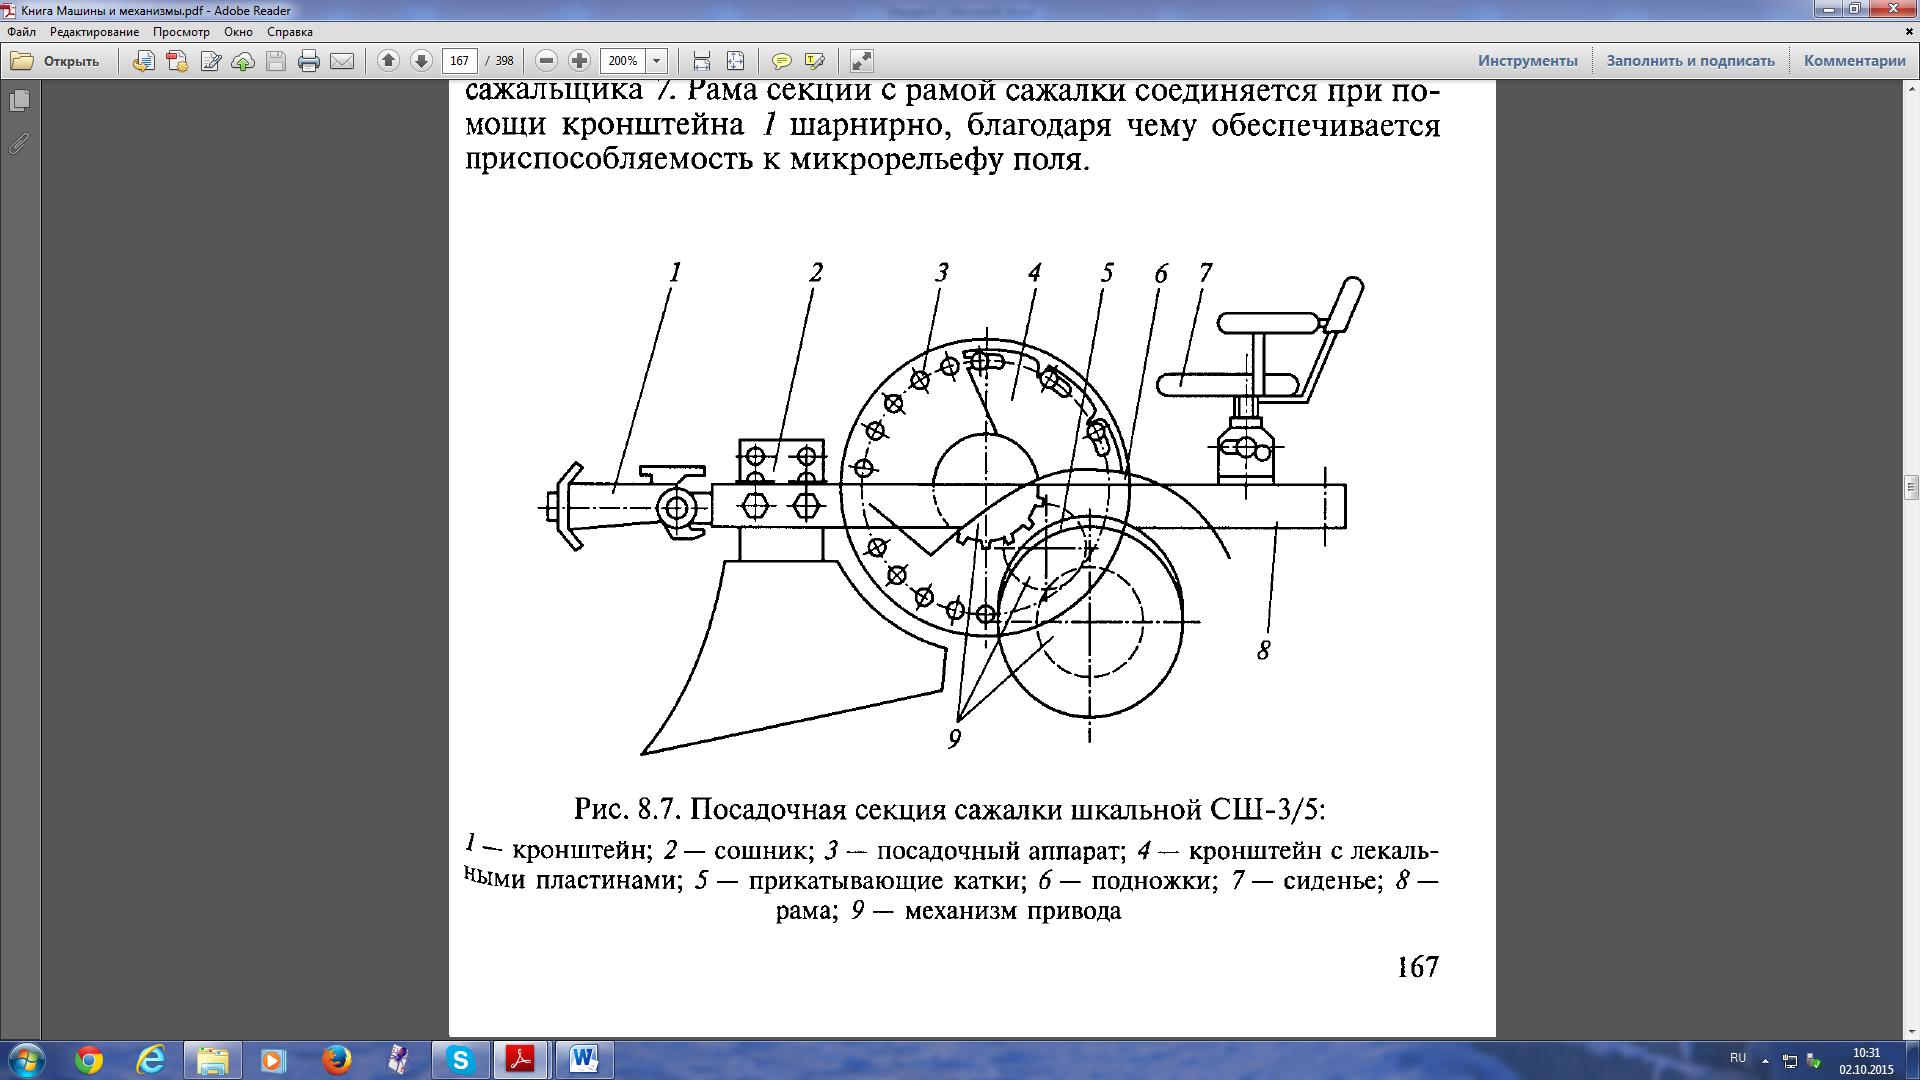 Книга Машины и механизмы.pdf - Adobe Reader
Файл Редактирование Просмотр Окно Справка
Открыть 167 / 398 200% Инструменты Заполнить и подписать Комментарии
сажальщика 7. Рама секции с рамой сажалки соединяется при по-
мощи кронштейна 1 шарнирно, благодаря чему обеспечивается
приспособляемость к микрорельефу поля.
1 2 3 4 5 6 7
8
9
Рис. 8.7. Посадочная секция сажалки школьной СШ-3/5:
1 — кронштейн; 2 — сошник; 3 — посадочный аппарат; 4 — кронштейн с лекаль-
ными пластинами; 5 — прикатывающие катки; 6 — подножки; 7 — сиденье; 8 —
рама; 9 — механизм привода
167
RU 10:31
02.10.2015